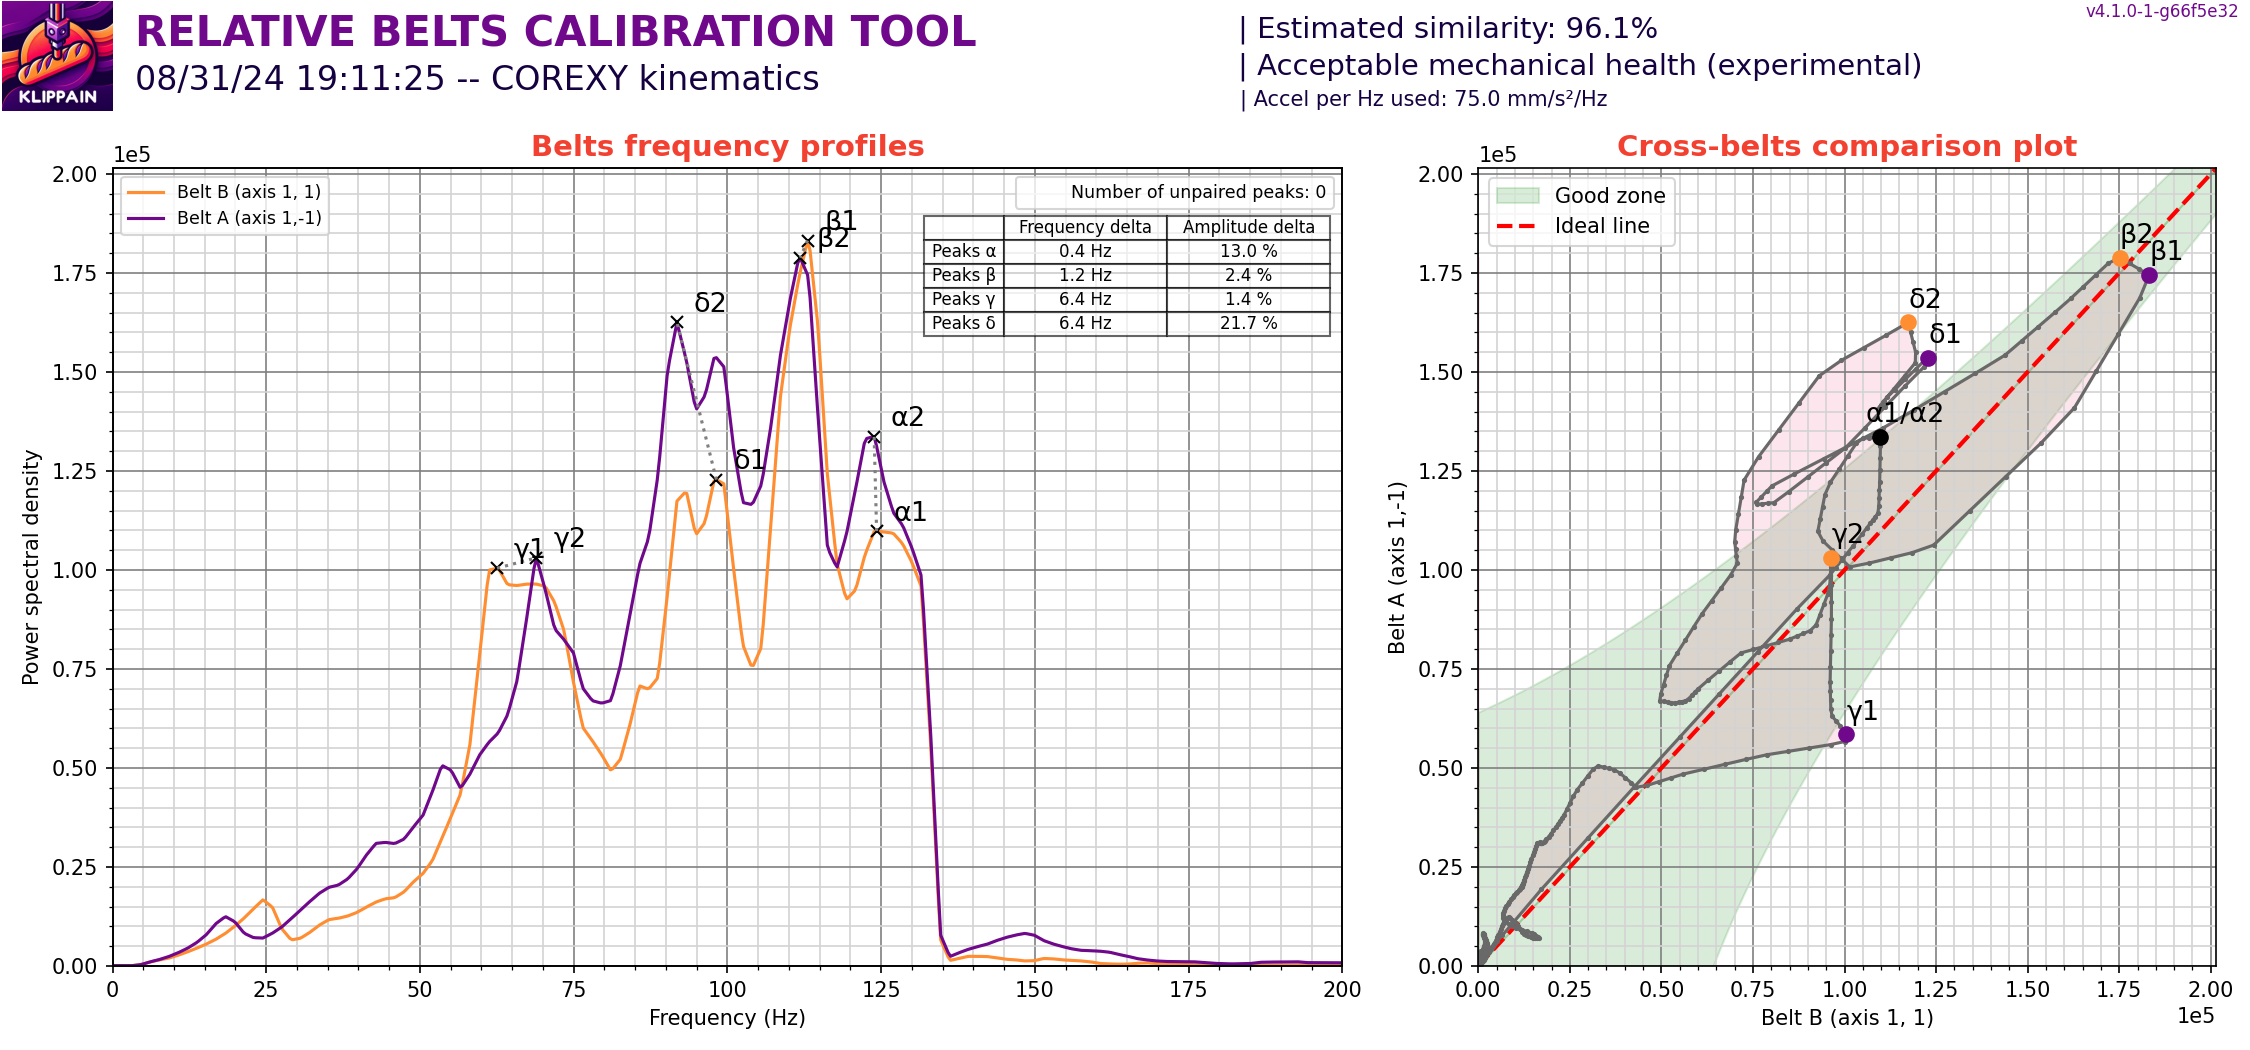 KLIPPAIN
RELATIVE BELTS CALIBRATION TOOL
08/31/24 19:11:25 -- COREXY kinematics
| Estimated similarity: 96.1%
| Acceptable mechanical health (experimental)
| Accel per Hz used: 75.0 mm/s²/Hz
v4.1.0-1-g66f5e32
Belts frequency profiles
1e5
Belt B (axis 1, 1)
Belt A (axis 1,-1)
Number of unpaired peaks: 0
Frequency delta Amplitude delta
Peaks α 0.4 Hz 13.0 %
Peaks β 1.2 Hz 2.4 %
Peaks γ 6.4 Hz 1.4 %
Peaks δ 6.4 Hz 21.7 %
β1
β2
δ2
δ1
α2
α1
γ1
γ2
2.00
1.75
1.50
1.25
1.00
0.75
0.50
0.25
0.00
Power spectral density
0 25 50 75 100 125 150 175 200
Frequency (Hz)
Cross-belts comparison plot
1e5
Good zone
Ideal line
β2
β1
δ2
δ1
α1/α2
γ2
γ1
2.00
1.75
1.50
1.25
1.00
0.75
0.50
0.25
0.00
Belt A (axis 1,-1)
0.00 0.25 0.50 0.75 1.00 1.25 1.50 1.75 2.00
Belt B (axis 1, 1)
1e5